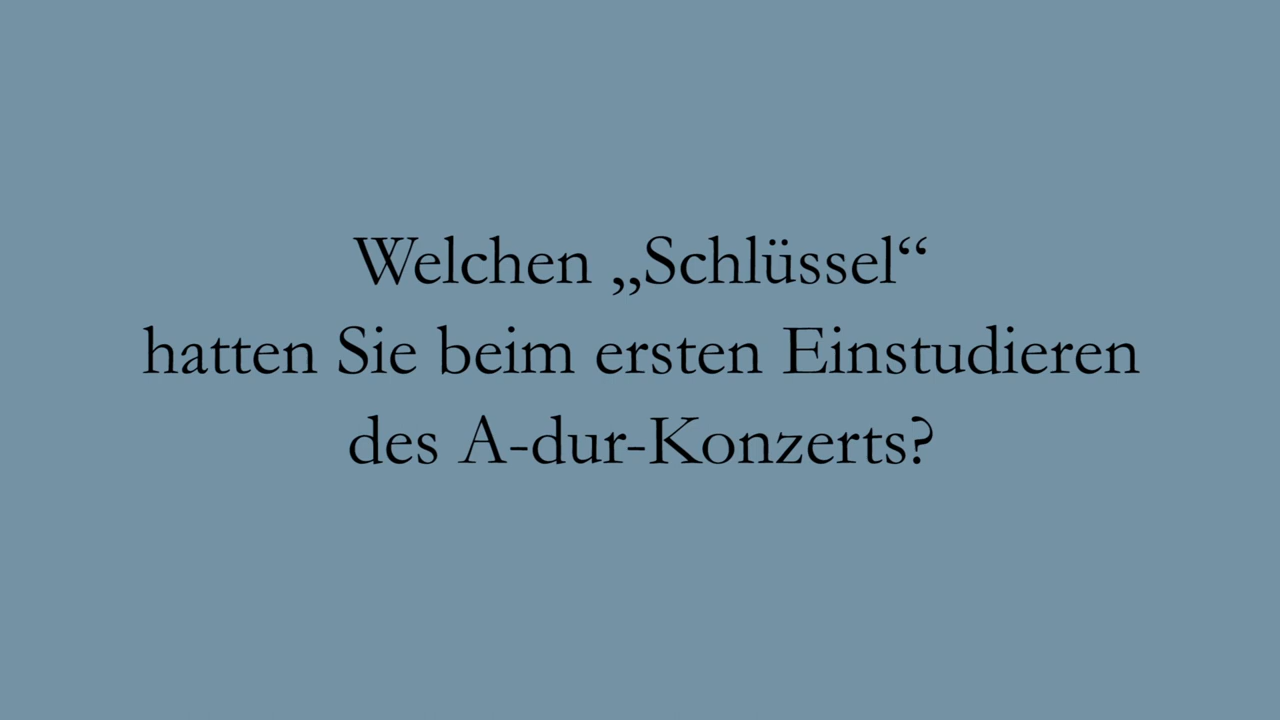 Welchen „Schlüssel“
hatten Sie beim ersten Einstudieren
des A-dur-Konzerts?